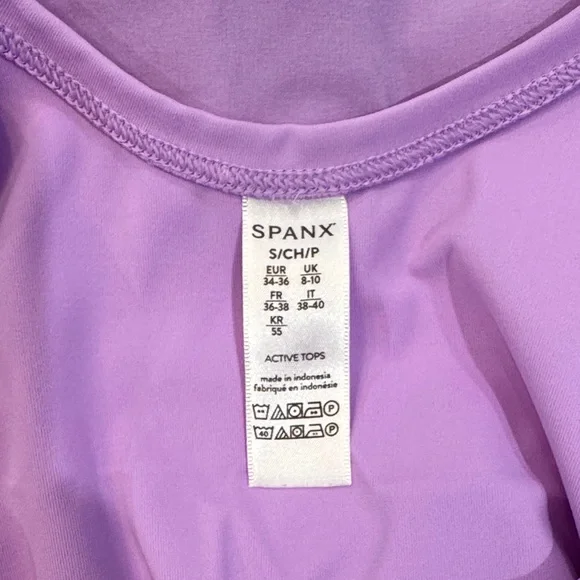 SPANX
S/CH/P
EUR UK
34-36 8-10
FR IT
36-38 38-40
KR
55
ACTIVE TOPS
made in indonesia
fabriqué en indonésie
P
40 P